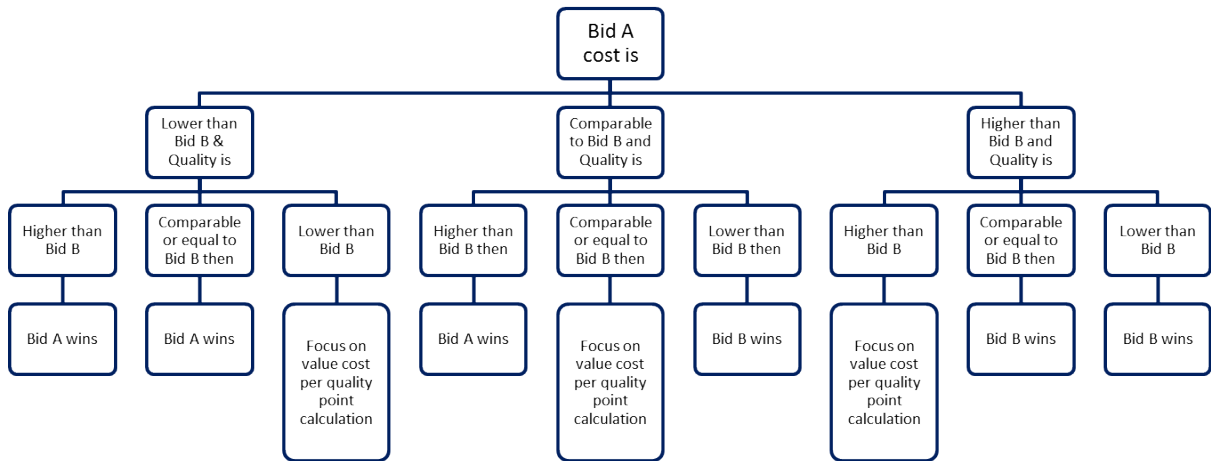 Bid A
cost is
Lower than
Bid B &
Quality is
Comparable
to Bid B and
Quality is
Higher than
Bid B and
Quality is
Higher than
Bid B
Comparable
or equal to
Bid B then
Lower than
Bid B
Higher than
Bid B then
Comparable
or equal to
Bid B then
Lower than
Bid B then
Higher than
Bid B
Comparable
or equal to
Bid B then
Lower than
Bid B
Bid A wins
Bid A wins
Focus on
value cost
per quality
point
calculation
Bid A wins
Focus on
value cost
per quality
point
calculation
Bid B wins
Focus on
value cost
per quality
point
calculation
Bid B wins
Bid B wins